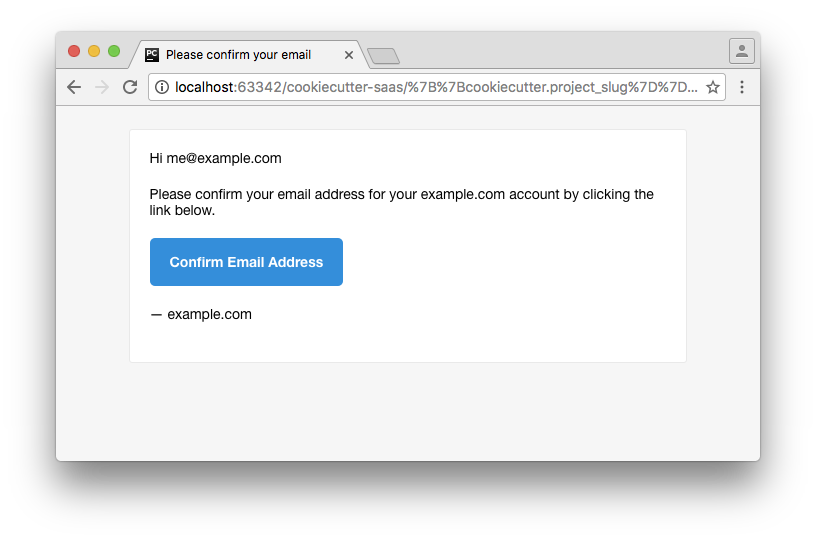 PC Please confirm your email
localhost:63342/cookiecutter-saas/%7B%7Bcookiecutter.project_slug%7D%7D...
Hi me@example.com
Please confirm your email address for your example.com account by clicking the
link below.
Confirm Email Address
— example.com